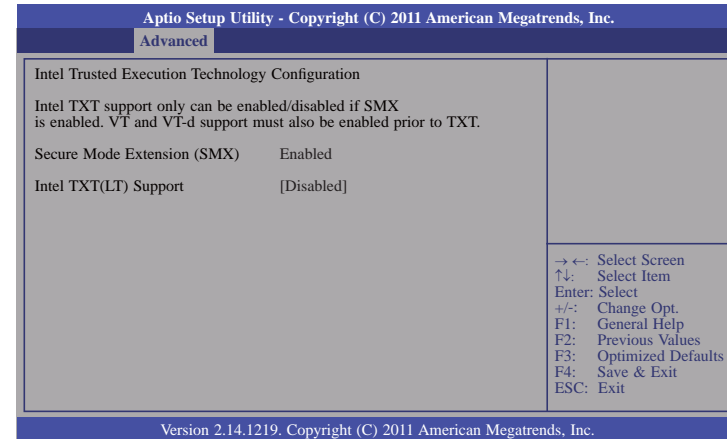 Aptio Setup Utility - Copyright (C) 2011 American Megatrends, Inc.
Advanced
Intel Trusted Execution Technology Configuration
Intel TXT support only can be enabled/disabled if SMX
is enabled. VT and VT-d support must also be enabled prior to TXT.
Secure Mode Extension (SMX) Enabled
Intel TXT(LT) Support [Disabled]
→←: Select Screen
↑↓: Select Item
Enter: Select
+/-: Change Opt.
F1: General Help
F2: Previous Values
F3: Optimized Defaults
F4: Save & Exit
ESC: Exit
Version 2.14.1219. Copyright (C) 2011 American Megatrends, Inc.